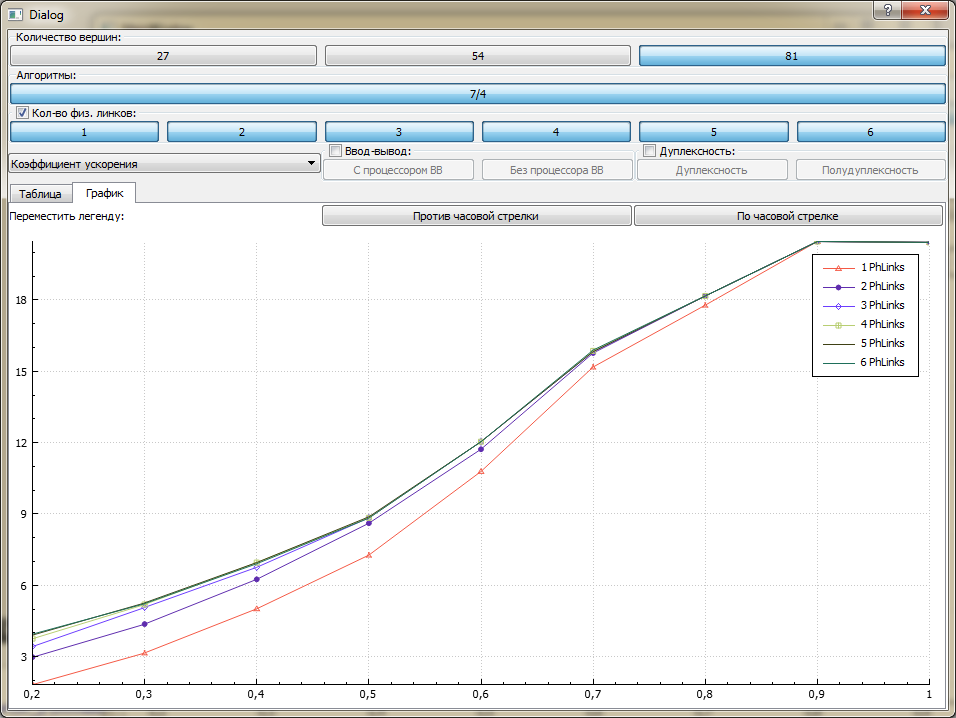 Dialog
Количество вершин:
27 54 81
Алгоритмы:
7/4
Кол-во физ. линков:
1 2 3 4 5 6
Коэффициент ускорения
Ввод-вывод:
Дуплексность:
С процессором ВВ Без процессора ВВ Дуплексность Полудуплексность
Таблица График
Переместить легенду: Против часовой стрелки По часовой стрелке
1 PhLinks
2 PhLinks
3 PhLinks
4 PhLinks
5 PhLinks
6 PhLinks
18
15
12
9
6
3
0,2 0,3 0,4 0,5 0,6 0,7 0,8 0,9 1